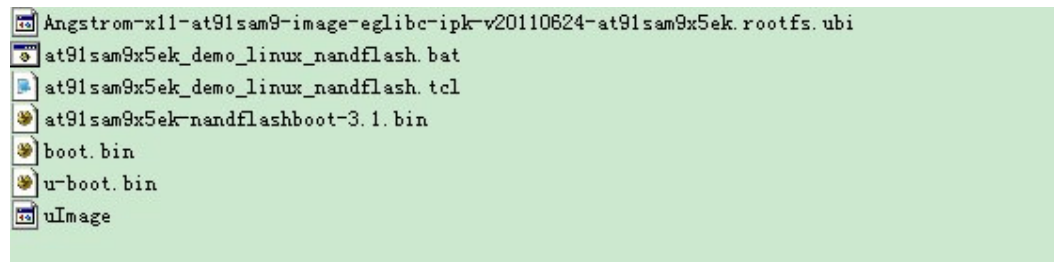 Angstrom-x11-at91sam9-image-eglibc-ipk-v20110624-at91sam9x5ek.rootfs.ubi
at91sam9x5ek_demo_linux_nandflash.bat
at91sam9x5ek_demo_linux_nandflash.tcl
at91sam9x5ek-nandflashboot-3.1.bin
boot.bin
u-boot.bin
uImage